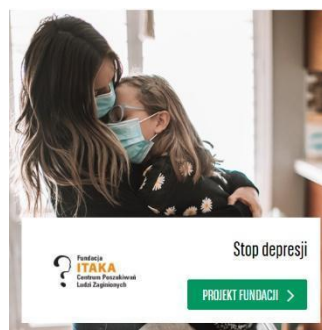 Stop depresji
Fundacja
ITAKA
Centrum Poszukiwań
Ludzi Zaginionych
PROJEKT FUNDACJI >